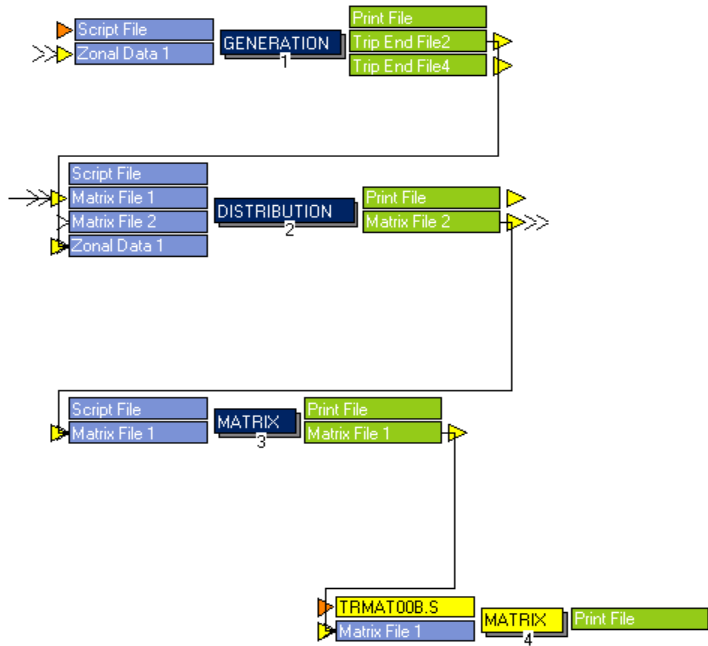 Script File
Zonal Data 1
GENERATION
1
Print File
Trip End File2
Trip End File4
Script File
Matrix File 1
Matrix File 2
Zonal Data 1
DISTRIBUTION
2
Print File
Matrix File 2
Script File
Matrix File 1
MATRIX
3
Print File
Matrix File 1
TRMAT00B.S
Matrix File 1
MATRIX
4
Print File